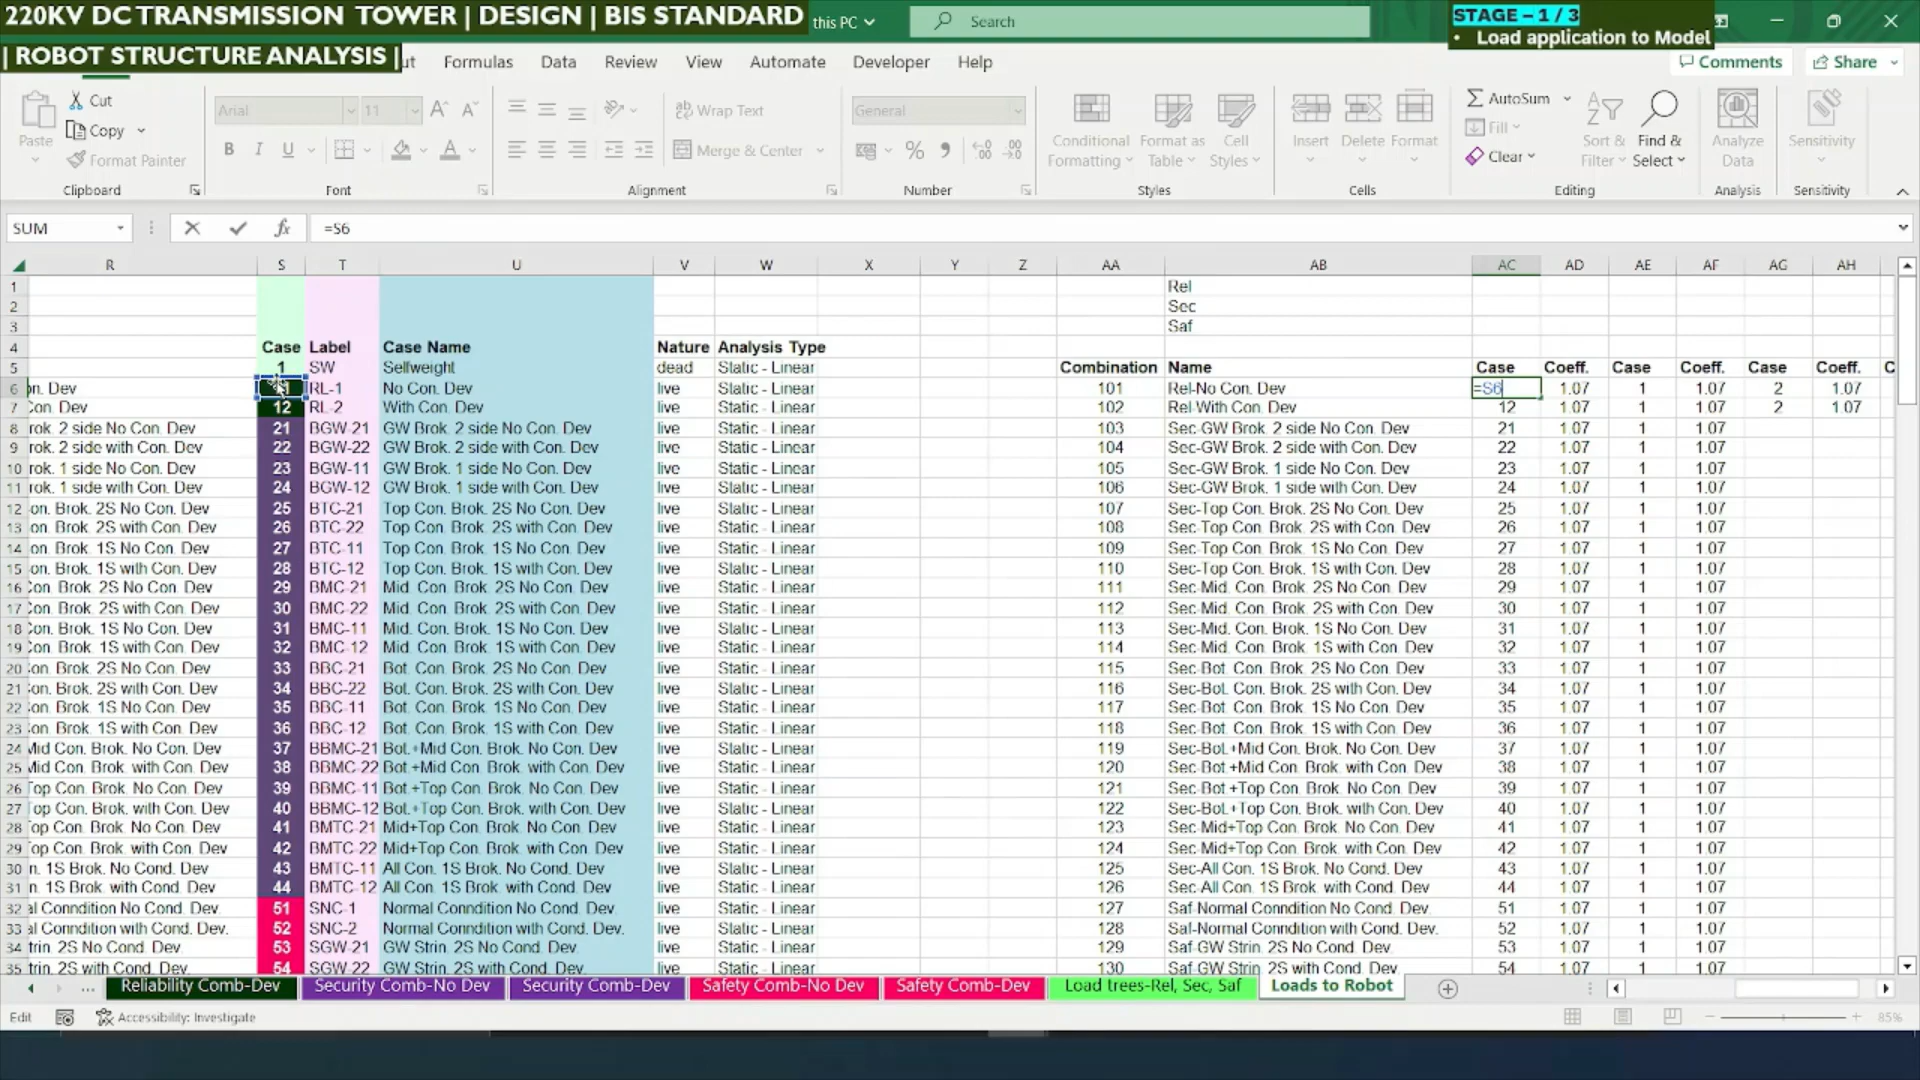 220KV DC TRANSMISSION TOWER | DESIGN | BIS STANDARD
| ROBOT STRUCTURE ANALYSIS |
this PC
Search
STAGE – 1 / 3
• Load application to Model
Formulas Data Review View Automate Developer Help
Comments Share
Paste Cut
Copy
Format Painter
Clipboard
Arial 11
B I U
Font
Wrap Text
Merge & Center
Alignment
General
Number
Conditional Formatting
Format as Table
Cell Styles
Styles
Insert Delete Format
Cells
AutoSum
Fill
Clear
Sort & Filter
Find & Select
Editing
Analyze Data
Analysis
Sensitivity
Sensitivity
SUM =S6
R S T U V W X Y Z AA AB AC AD AE AF AG AH
1 Rel
2 Sec
3 Saf
4 Case Label Case Name Nature Analysis Type
5 1 SW Selfweight dead Static - Linear Combination Name Case Coeff. Case Coeff. Case Coeff.
6 on. Dev RL-1 No Con. Dev live Static - Linear 101 Rel-No Con. Dev =S6 1.07 1 1.07 2 1.07
7 Con. Dev 12 RL-2 With Con. Dev live Static - Linear 102 Rel-With Con. Dev 12 1.07 1 1.07 2 1.07
8 rok. 2 side No Con. Dev 21 BGW-21 GW Brok. 2 side No Con. Dev live Static - Linear 103 Sec-GW Brok. 2 side No Con. Dev 21 1.07 1 1.07
9 rok. 2 side with Con. Dev 22 BGW-22 GW Brok. 2 side with Con. Dev live Static - Linear 104 Sec-GW Brok. 2 side with Con. Dev 22 1.07 1 1.07
10 rok. 1 side No Con. Dev 23 BGW-11 GW Brok. 1 side No Con. Dev live Static - Linear 105 Sec-GW Brok. 1 side No Con. Dev 23 1.07 1 1.07
11 rok. 1 side with Con. Dev 24 BGW-12 GW Brok. 1 side with Con. Dev live Static - Linear 106 Sec-GW Brok. 1 side with Con. Dev 24 1.07 1 1.07
12 on. Brok. 2S No Con. Dev 25 BTC-21 Top Con. Brok. 2S No Con. Dev live Static - Linear 107 Sec-Top Con. Brok. 2S No Con. Dev 25 1.07 1 1.07
13 on. Brok. 2S with Con. Dev 26 BTC-22 Top Con. Brok. 2S with Con. Dev live Static - Linear 108 Sec-Top Con. Brok. 2S with Con. Dev 26 1.07 1 1.07
14 on. Brok. 1S No Con. Dev 27 BTC-11 Top Con. Brok. 1S No Con. Dev live Static - Linear 109 Sec-Top Con. Brok. 1S No Con. Dev 27 1.07 1 1.07
15 on. Brok. 1S with Con. Dev 28 BTC-12 Top Con. Brok. 1S with Con. Dev live Static - Linear 110 Sec-Top Con. Brok. 1S with Con. Dev 28 1.07 1 1.07
16 Con. Brok. 2S No Con. Dev 29 BMC-21 Mid. Con. Brok. 2S No Con. Dev live Static - Linear 111 Sec-Mid. Con. Brok. 2S No Con. Dev 29 1.07 1 1.07
17 Con. Brok. 2S with Con. Dev 30 BMC-22 Mid. Con. Brok. 2S with Con. Dev live Static - Linear 112 Sec-Mid. Con. Brok. 2S with Con. Dev 30 1.07 1 1.07
18 Con. Brok. 1S No Con. Dev 31 BMC-11 Mid. Con. Brok. 1S No Con. Dev live Static - Linear 113 Sec-Mid. Con. Brok. 1S No Con. Dev 31 1.07 1 1.07
19 Con. Brok. 1S with Con. Dev 32 BMC-12 Mid. Con. Brok. 1S with Con. Dev live Static - Linear 114 Sec-Mid. Con. Brok. 1S with Con. Dev 32 1.07 1 1.07
20 on. Brok. 2S No Con. Dev 33 BBC-21 Bot. Con. Brok. 2S No Con. Dev live Static - Linear 115 Sec-Bot. Con. Brok. 2S No Con. Dev 33 1.07 1 1.07
21 on. Brok. 2S with Con. Dev 34 BBC-22 Bot. Con. Brok. 2S with Con. Dev live Static - Linear 116 Sec-Bot. Con. Brok. 2S with Con. Dev 34 1.07 1 1.07
22 on. Brok. 1S No Con. Dev 35 BBC-11 Bot. Con. Brok. 1S No Con. Dev live Static - Linear 117 Sec-Bot. Con. Brok. 1S No Con. Dev 35 1.07 1 1.07
23 on. Brok. 1S with Con. Dev 36 BBC-12 Bot. Con. Brok. 1S with Con. Dev live Static - Linear 118 Sec-Bot. Con. Brok. 1S with Con. Dev 36 1.07 1 1.07
24 Mid Con. Brok. No Con. Dev 37 BBMC-21 Bot.+Mid Con. Brok. No Con. Dev live Static - Linear 119 Sec-Bot.+Mid Con. Brok. No Con. Dev 37 1.07 1 1.07
25 Mid Con. Brok. with Con. Dev 38 BBMC-22 Bot.+Mid Con. Brok. with Con. Dev live Static - Linear 120 Sec-Bot.+Mid Con. Brok. with Con. Dev 38 1.07 1 1.07
26 Top Con. Brok. No Con. Dev 39 BBMC-11 Bot.+Top Con. Brok. No Con. Dev live Static - Linear 121 Sec-Bot.+Top Con. Brok. No Con. Dev 39 1.07 1 1.07
27 Top Con. Brok. with Con. Dev 40 BBMC-12 Bot.+Top Con. Brok. with Con. Dev live Static - Linear 122 Sec-Bot.+Top Con. Brok. with Con. Dev 40 1.07 1 1.07
28 Top Con. Brok. No Con. Dev 41 BMTC-21 Mid+Top Con. Brok. No Con. Dev live Static - Linear 123 Sec-Mid+Top Con. Brok. No Con. Dev 41 1.07 1 1.07
29 Top Con. Brok. with Con. Dev 42 BMTC-22 Mid+Top Con. Brok. with Con. Dev live Static - Linear 124 Sec-Mid+Top Con. Brok. with Con. Dev 42 1.07 1 1.07
30 n. 1S Brok. No Cond. Dev 43 BMTC-11 All Con. 1S Brok. No Cond. Dev live Static - Linear 125 Sec-All Con. 1S Brok. No Cond. Dev 43 1.07 1 1.07
31 n. 1S Brok. with Cond. Dev 44 BMTC-12 All Con. 1S Brok. with Cond. Dev live Static - Linear 126 Sec-All Con. 1S Brok. with Cond. Dev 44 1.07 1 1.07
32 al Conndition No Cond. Dev. 51 SNC-1 Normal Conndition No Cond. Dev. live Static - Linear 127 Saf-Normal Conndition No Cond. Dev. 51 1.07 1 1.07
33 al Conndition with Cond. Dev. 52 SNC-2 Normal Conndition with Cond. Dev. live Static - Linear 128 Saf-Normal Conndition with Cond. Dev. 52 1.07 1 1.07
34 trin. 2S No Cond. Dev. 53 SGW-21 GW Strin. 2S No Cond. Dev. live Static - Linear 129 Saf-GW Strin. 2S No Cond. Dev. 53 1.07 1 1.07
35 trin. 2S with Cond. Dev. 54 SGW-22 GW Strin. 2S with Cond. Dev. live Static - Linear 130 Saf-GW Strin. 2S with Cond. Dev. 54 1.07 1 1.07
Reliability Comb-Dev Security Comb-No Dev Security Comb-Dev Safety Comb-No Dev Safety Comb-Dev Load trees-Rel, Sec, Saf Loads to Robot
Edit Accessibility: Investigate 85%